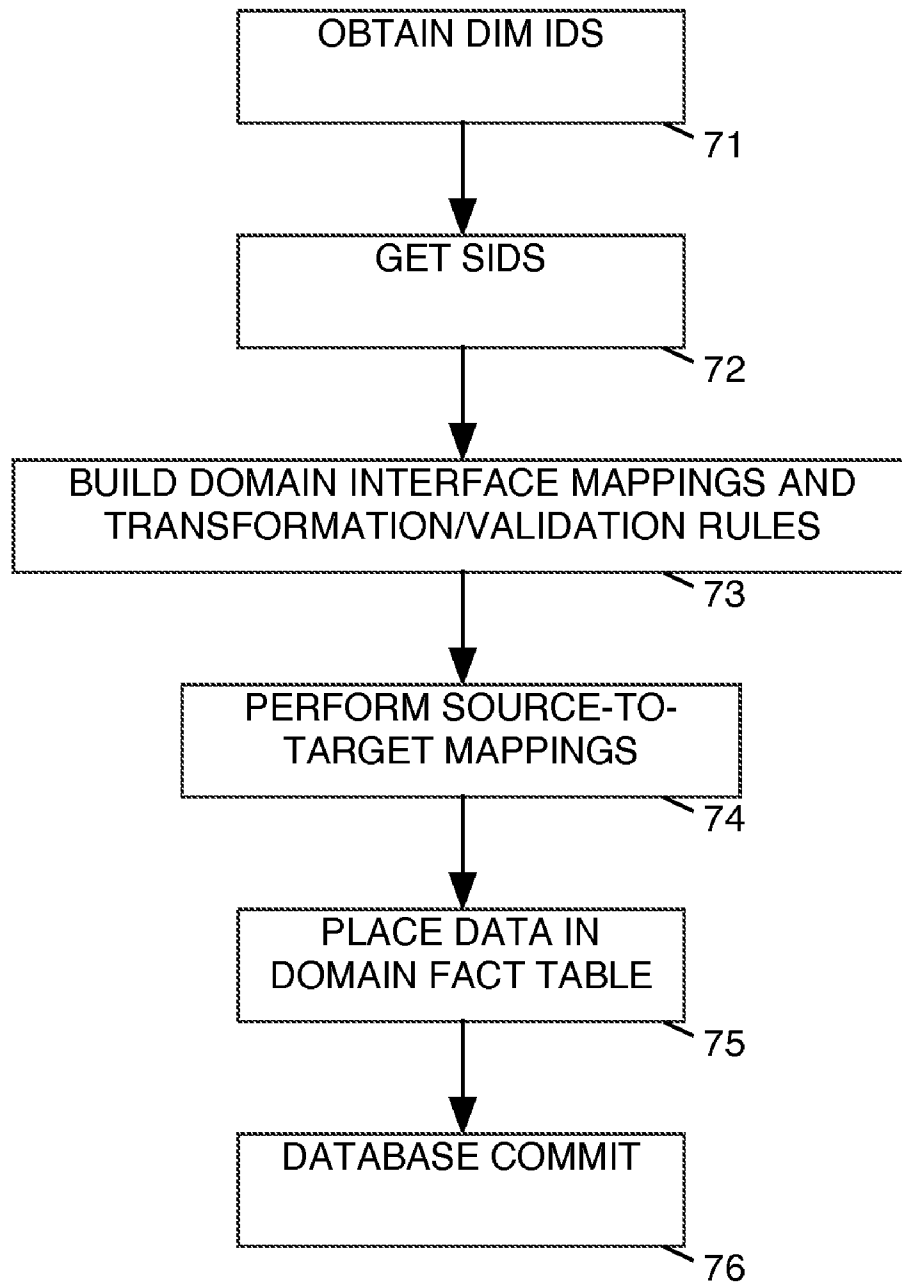 OBTAIN DIM IDS
71
GET SIDS
72
BUILD DOMAIN INTERFACE MAPPINGS AND
TRANSFORMATION/VALIDATION RULES
73
PERFORM SOURCE-TO-
TARGET MAPPINGS
74
PLACE DATA IN
DOMAIN FACT TABLE
75
DATABASE COMMIT
76